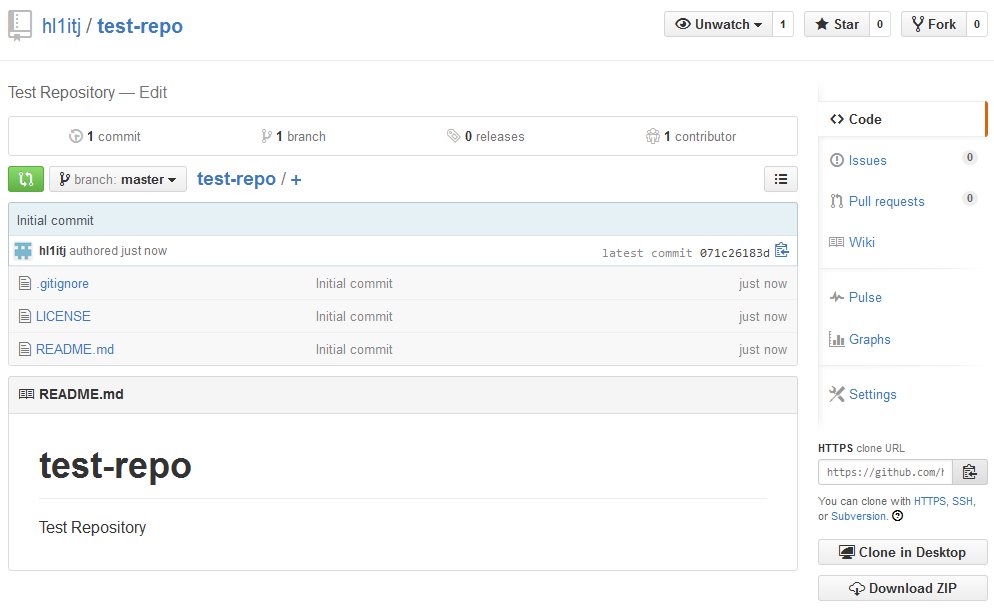 hl1itj / test-repo
Unwatch 1 Star 0 Fork 0
Test Repository — Edit
1 commit 1 branch 0 releases 1 contributor
branch: master test-repo / +
Initial commit
hl1itj authored just now latest commit 071c26183d
.gitignore Initial commit just now
LICENSE Initial commit just now
README.md Initial commit just now
README.md
test-repo
Test Repository
Code
Issues 0
Pull requests 0
Wiki
Pulse
Graphs
Settings
HTTPS clone URL
https://github.com/h
You can clone with HTTPS, SSH,
or Subversion.
Clone in Desktop
Download ZIP